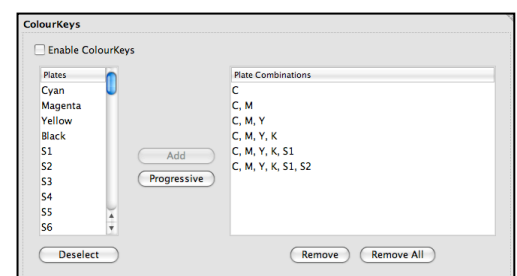 ColourKeys
Enable ColourKeys
Plates
Cyan
Magenta
Yellow
Black
S1
S2
S3
S4
S5
S6
Add
Progressive
Plate Combinations
C
C, M
C, M, Y
C, M, Y, K
C, M, Y, K, S1
C, M, Y, K, S1, S2
Deselect
Remove
Remove All